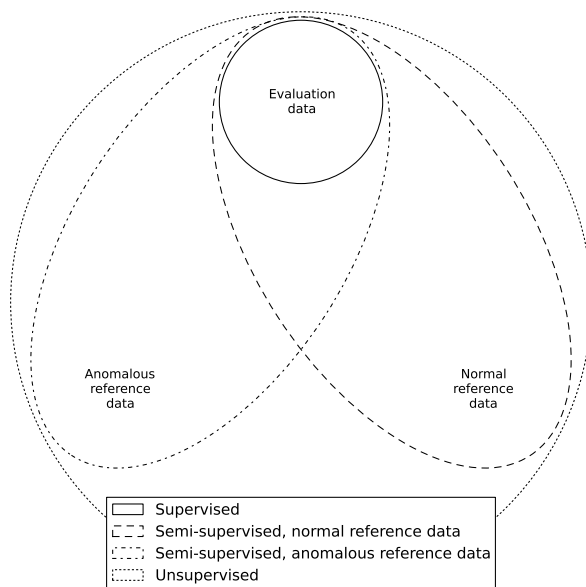 Evaluation
data
Anomalous
reference
data
Normal
reference
data
Supervised
Semi-supervised, normal reference data
Semi-supervised, anomalous reference data
Unsupervised